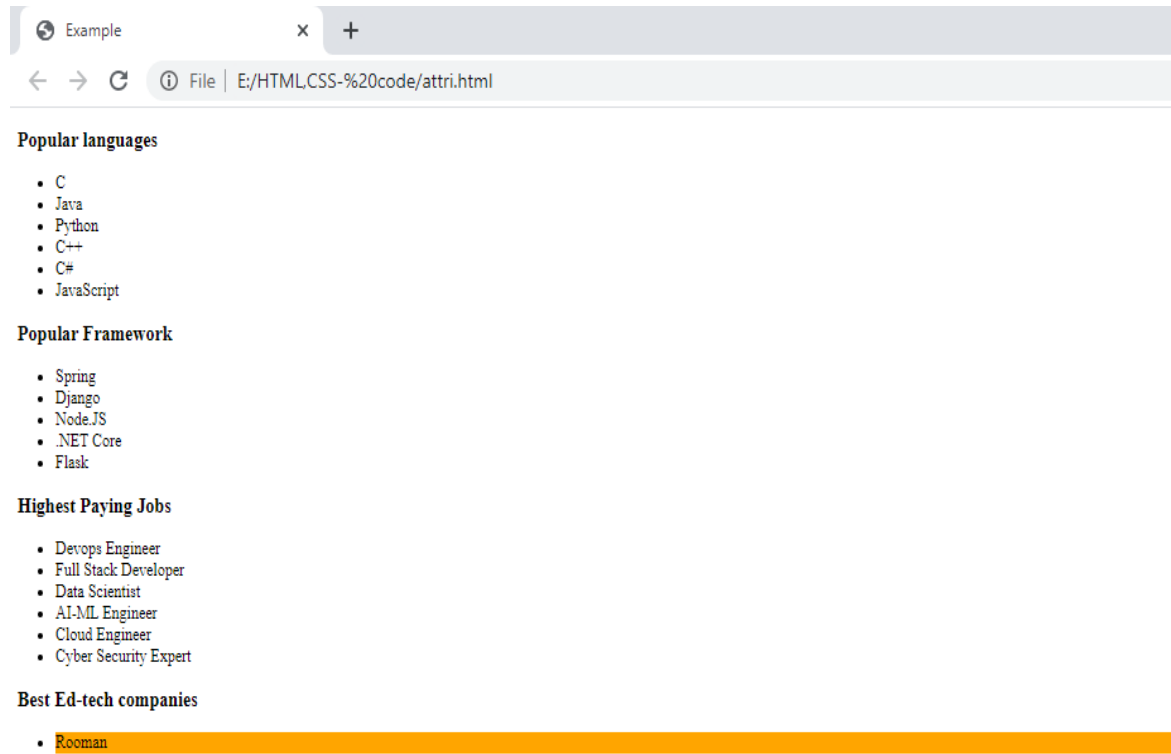 Example
File E:/HTML,CSS-%20code/attri.html
Popular languages
C
Java
Python
C++
C#
JavaScript
Popular Framework
Spring
Django
Node.JS
.NET Core
Flask
Highest Paying Jobs
Devops Engineer
Full Stack Developer
Data Scientist
AI-ML Engineer
Cloud Engineer
Cyber Security Expert
Best Ed-tech companies
Rooman